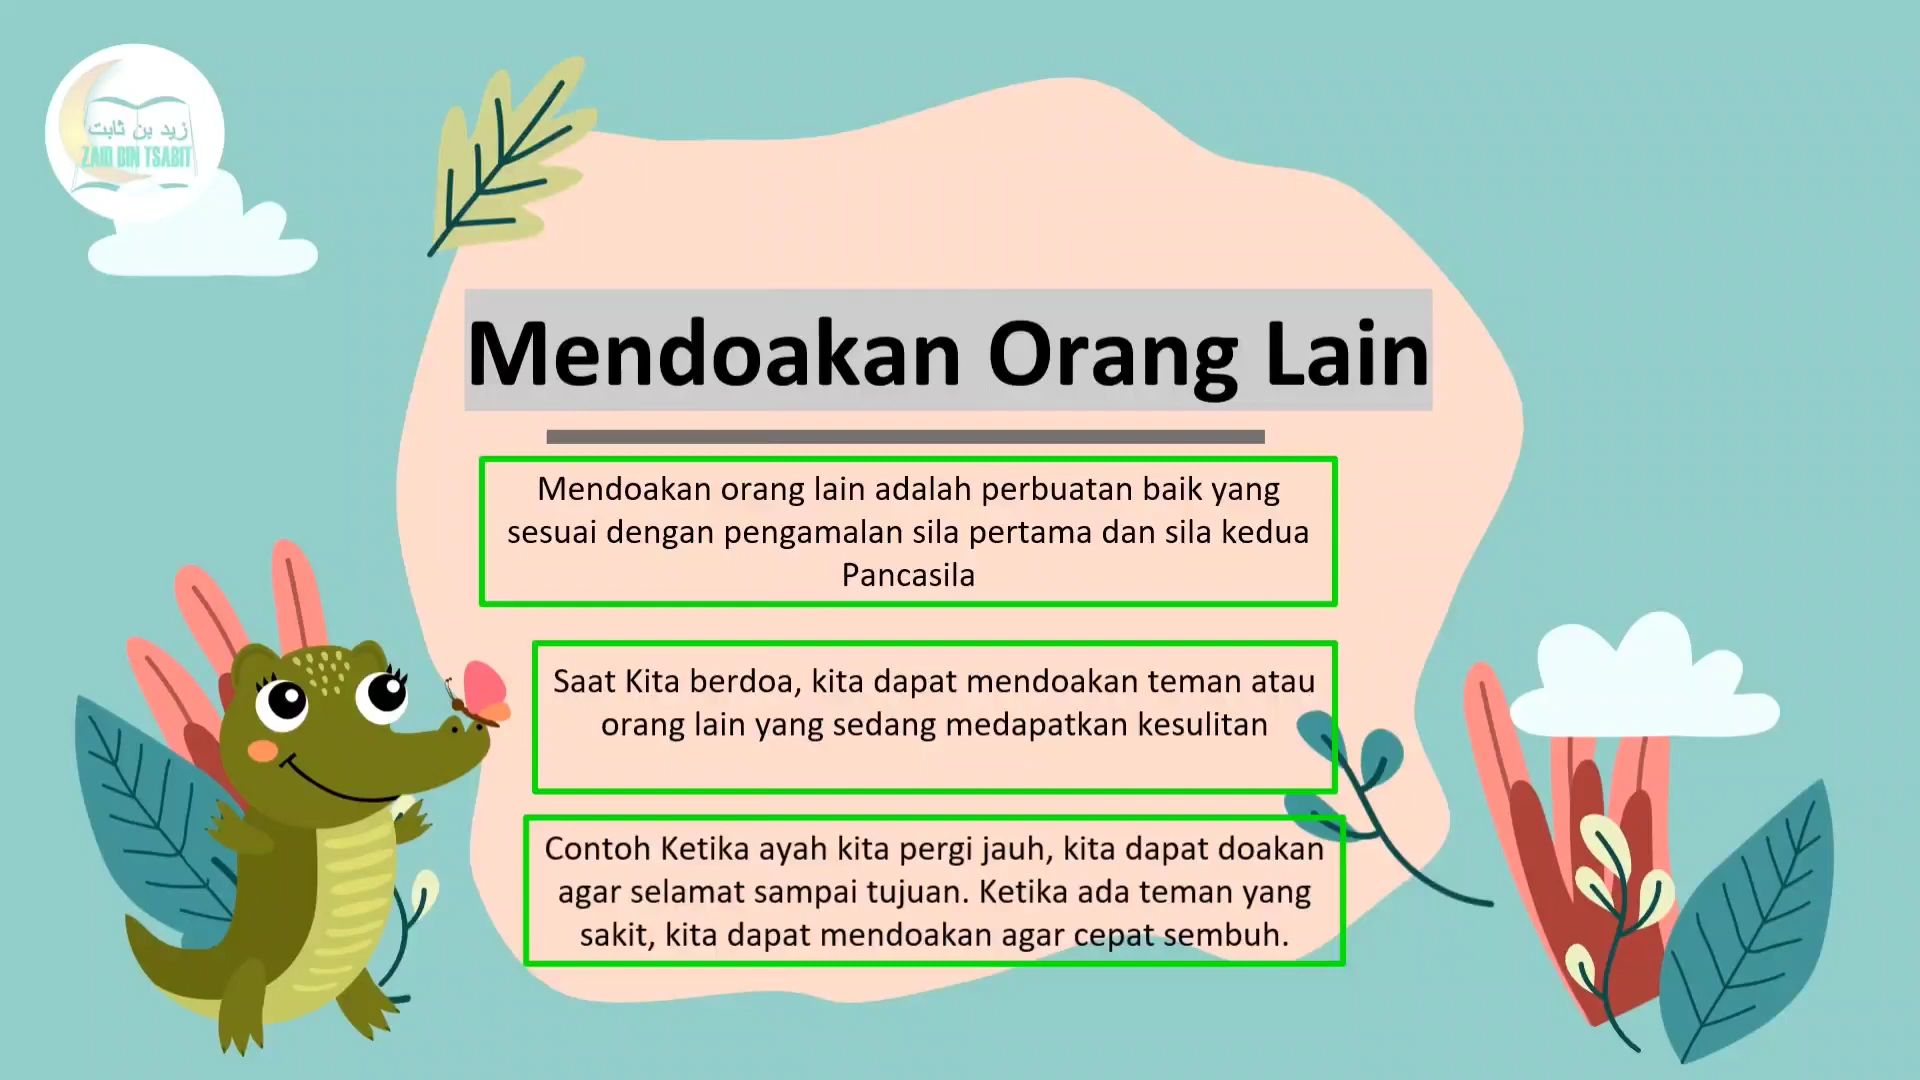 زيد بن ثابت
ZAID BIN TSABIT
Mendoakan Orang Lain
Mendoakan orang lain adalah perbuatan baik yang
sesuai dengan pengamalan sila pertama dan sila kedua
Pancasila
Saat Kita berdoa, kita dapat mendoakan teman atau
orang lain yang sedang medapatkan kesulitan
Contoh Ketika ayah kita pergi jauh, kita dapat doakan
agar selamat sampai tujuan. Ketika ada teman yang
sakit, kita dapat mendoakan agar cepat sembuh.